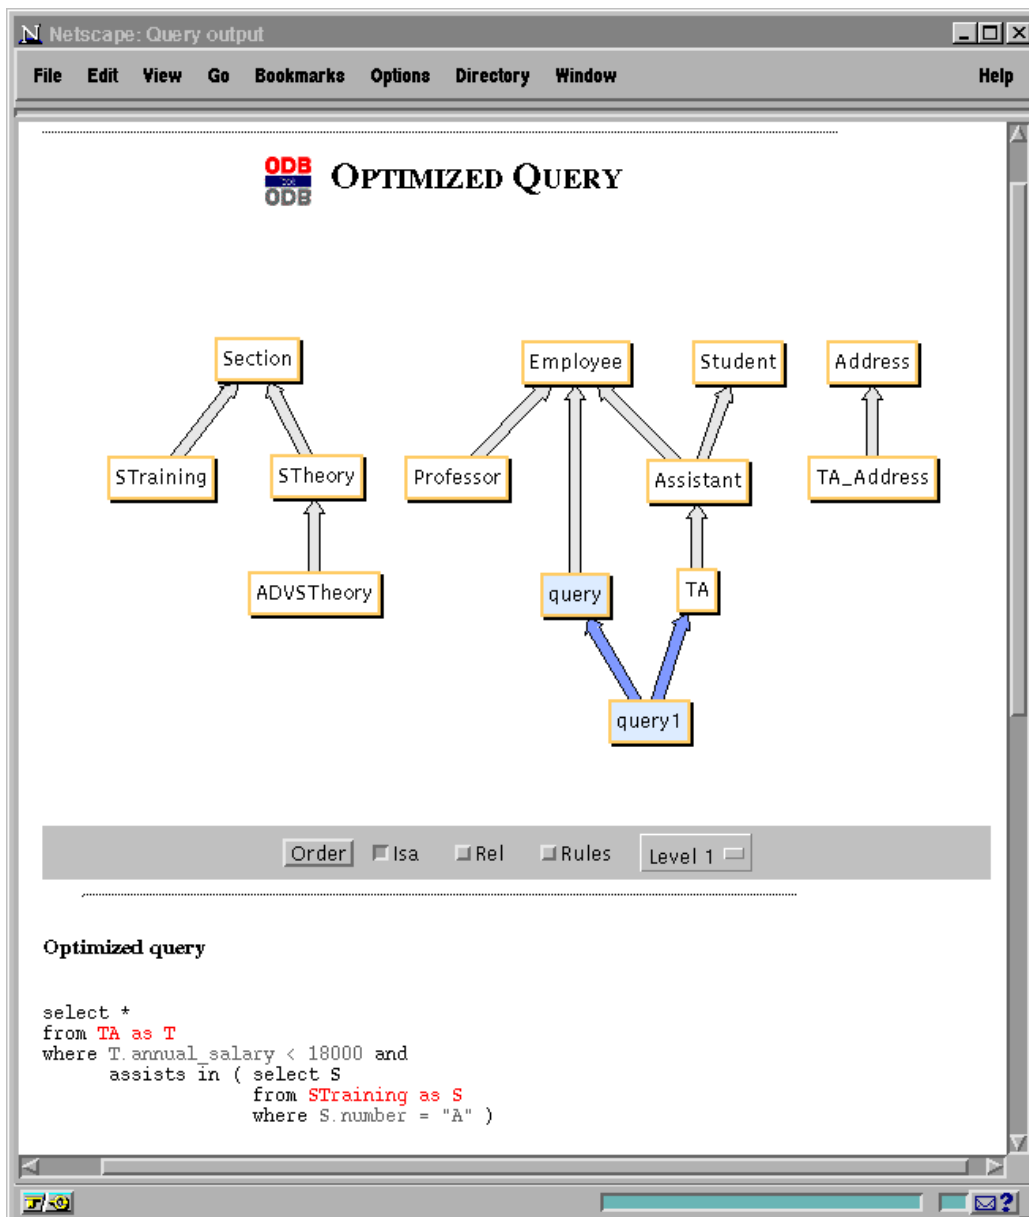 Netscape: Query output
File Edit View Go Bookmarks Options Directory Window Help
ODB
ODB
OPTIMIZED QUERY
Section
Employee
Student
Address
STraining
STheory
Professor
Assistant
TA_Address
ADVSTheory
query
TA
query1
Order Isa Rel Rules Level 1
Optimized query
select *
from TA as T
where T.annual_salary < 18000 and
assists in ( select S
from STraining as S
where S.number = "A" )